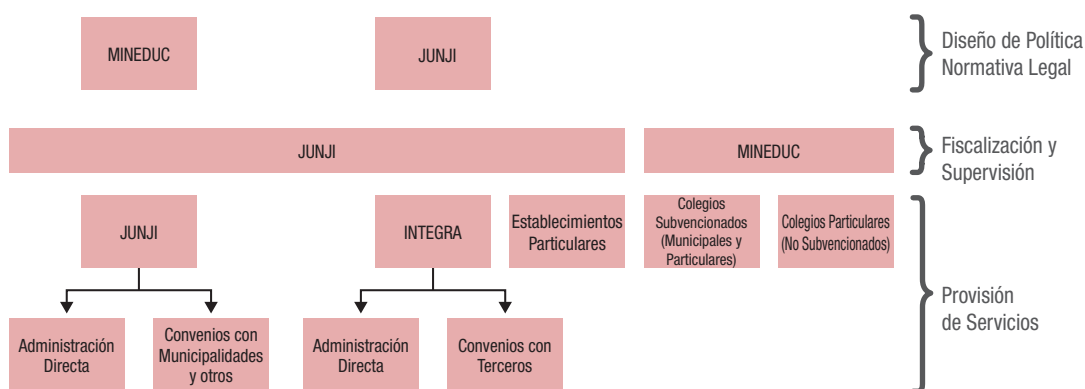 MINEDUC
JUNJI
Diseño de Política
Normativa Legal
JUNJI
MINEDUC
Fiscalización y
Supervisión
JUNJI
INTEGRA
Establecimientos
Particulares
Colegios
Subvencionados
(Municipales y
Particulares)
Colegios Particulares
(No Subvencionados)
Provisión
de Servicios
Administración
Directa
Convenios con
Municipalidades
y otros
Administración
Directa
Convenios con
Terceros